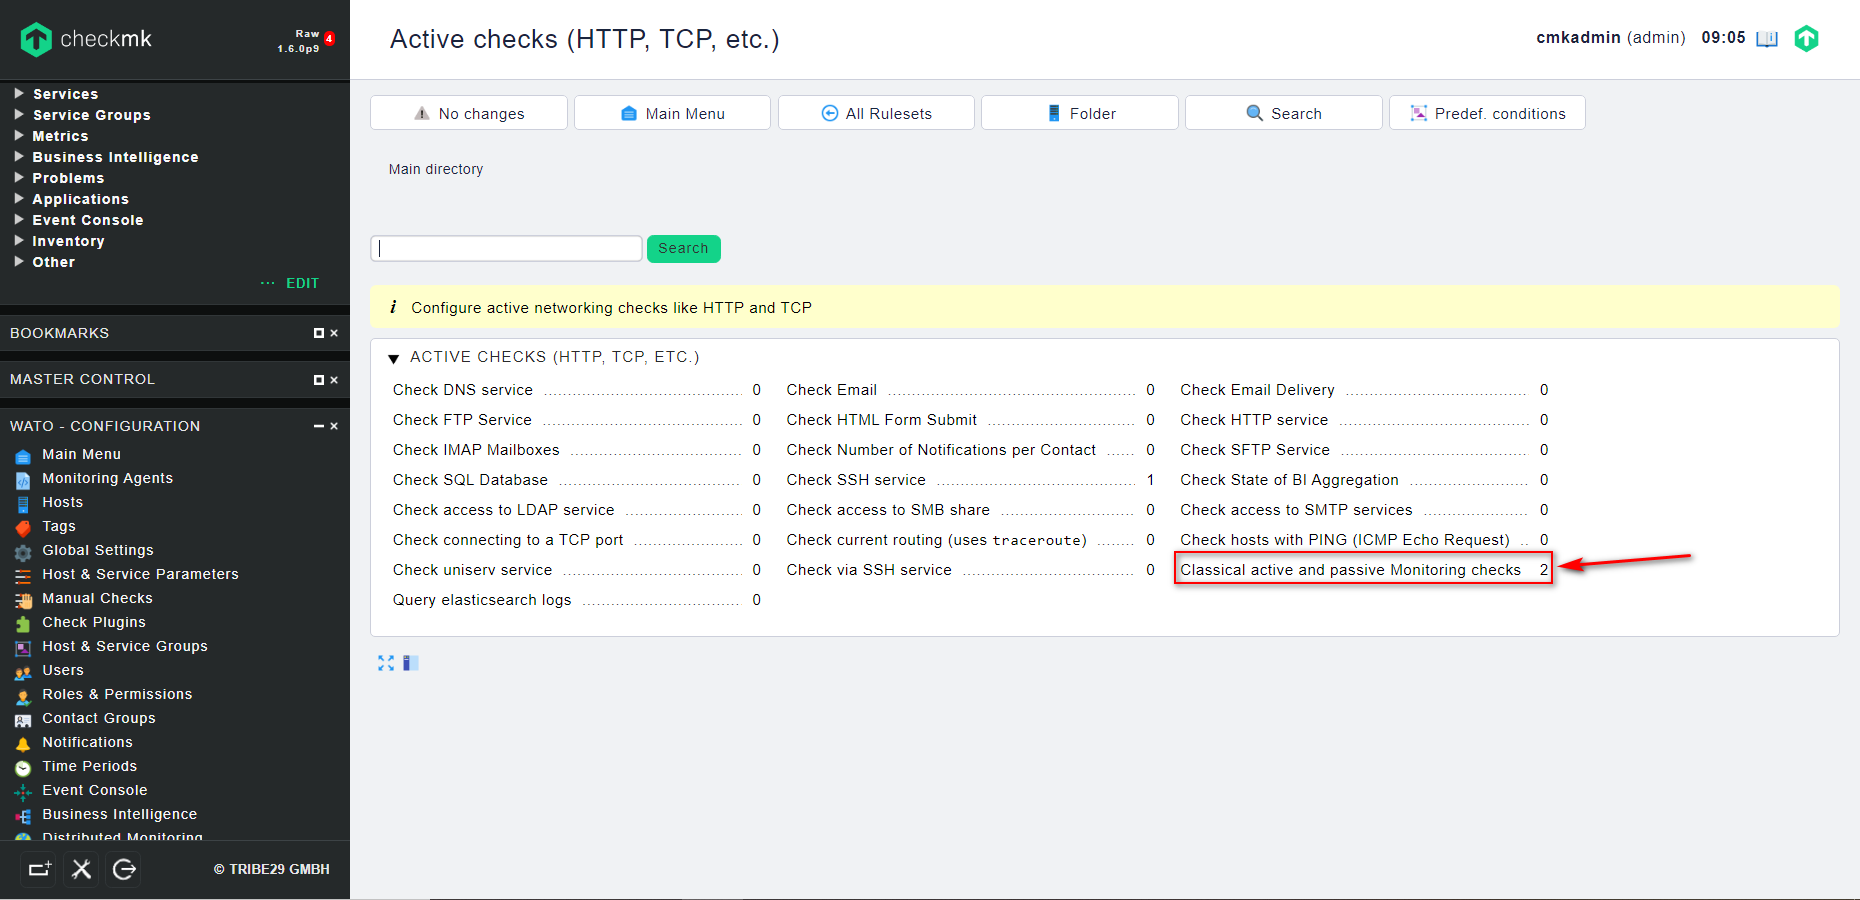 checkmk
Raw
1.6.0p9
4
Services
Service Groups
Metrics
Business Intelligence
Problems
Applications
Event Console
Inventory
Other
... EDIT
BOOKMARKS
MASTER CONTROL
WATO - CONFIGURATION
Main Menu
Monitoring Agents
Hosts
Tags
Global Settings
Host & Service Parameters
Manual Checks
Check Plugins
Host & Service Groups
Users
Roles & Permissions
Contact Groups
Notifications
Time Periods
Event Console
Business Intelligence
Distributed Monitoring
© TRIBE29 GMBH
Active checks (HTTP, TCP, etc.)
cmkadmin (admin) 09:05
No changes
Main Menu
All Rulesets
Folder
Search
Predef. conditions
Main directory
Search
i Configure active networking checks like HTTP and TCP
ACTIVE CHECKS (HTTP, TCP, ETC.)
Check DNS service 0
Check Email 0
Check Email Delivery 0
Check FTP Service 0
Check HTML Form Submit 0
Check HTTP service 0
Check IMAP Mailboxes 0
Check Number of Notifications per Contact 0
Check SFTP Service 0
Check SQL Database 0
Check SSH service 1
Check State of BI Aggregation 0
Check access to LDAP service 0
Check access to SMB share 0
Check access to SMTP services 0
Check connecting to a TCP port 0
Check current routing (uses traceroute) 0
Check hosts with PING (ICMP Echo Request) 0
Check uniserv service 0
Check via SSH service 0
Classical active and passive Monitoring checks 2
Query elasticsearch logs 0